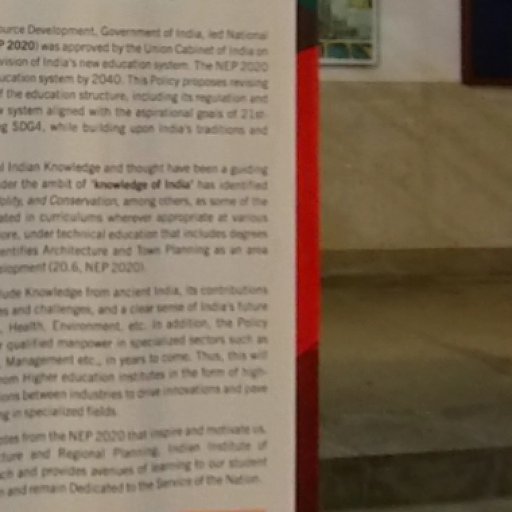 ource Development, Government of India, led National
P 2020) was approved by the Union Cabinet of India on
vision of India's new education system. The NEP 2020
ucation system by 2040. This Policy proposes revising
f the education structure, including its regulation and
system aligned with the aspirational goals of 21st-
g SDG4, while building upon India's traditions and
l Indian Knowledge and thought have been a guiding
der the ambit of 'knowledge of India' has identified
olity, and Conservation, among others, as some of the
ated in curriculums wherever appropriate at various
ore, under technical education that includes degrees
entifies Architecture and Town Planning as an area
elopment (20.6, NEP 2020).
lude Knowledge from ancient India, its contributions
es and challenges, and a clear sense of India's future
, Health, Environment, etc. In addition, the Policy
r qualified manpower in specialized sectors such as
, Management etc., in years to come. Thus, this will
om Higher education institutes in the form of high-
ions between industries to drive innovations and pave
ng in specialized fields.
otes from the NEP 2020 that inspire and motivate us,
cture and Regional Planning, Indian Institute of
ch and provides avenues of learning to our student
n and remain Dedicated to the Service of the Nation.